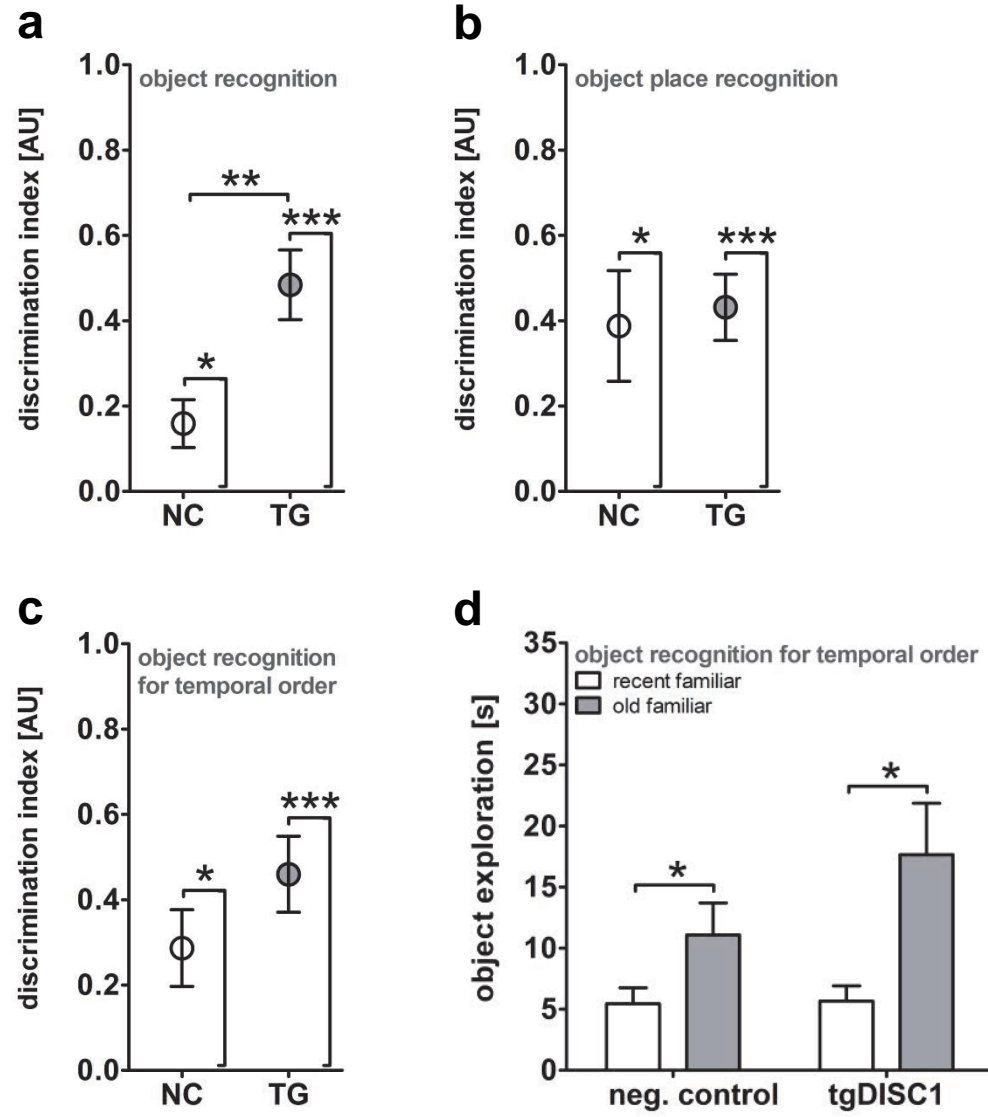 a
object recognition
discrimination index [AU]
1.0
0.8
0.6
0.4
0.2
0.0
**
***
*
NC TG
b
object place recognition
discrimination index [AU]
1.0
0.8
0.6
0.4
0.2
0.0
*
***
NC TG
c
object recognition
for temporal order
discrimination index [AU]
1.0
0.8
0.6
0.4
0.2
0.0
***
*
NC TG
d
object recognition for temporal order
recent familiar
old familiar
object exploration [s]
35
30
25
20
15
10
5
0
*
*
neg. control tgDISC1